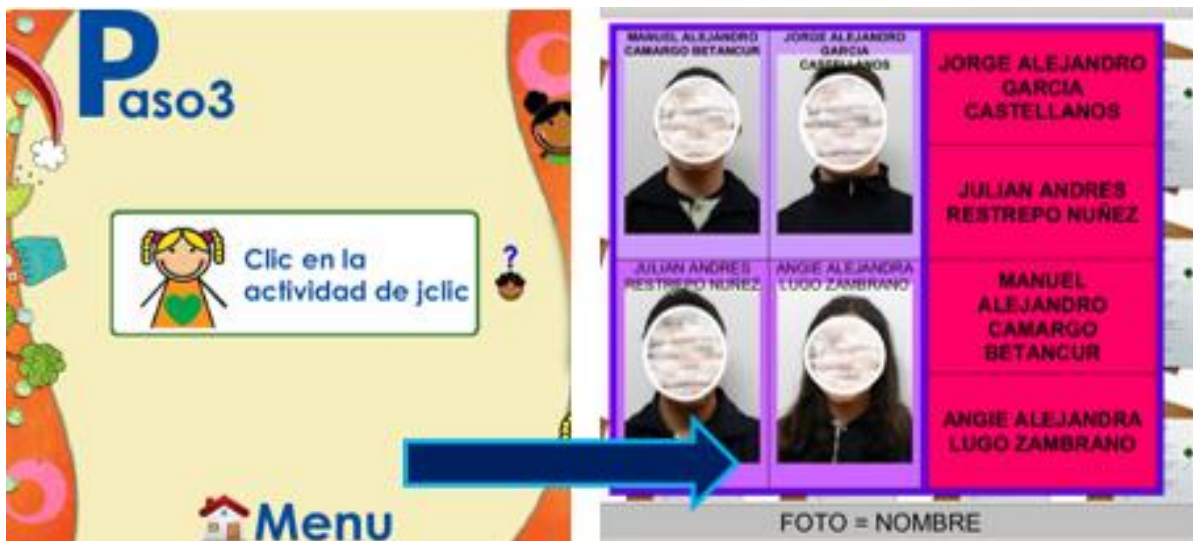 Paso3
Clic en la
actividad de jclic
?
Menu
MANUEL ALEJANDRO
CAMARGO BETANCUR
JORGE ALEJANDRO
GARCIA
CASTELLANOS
JULIAN ANDRES
RESTREPO NUÑEZ
ANGIE ALEJANDRA
LUGO ZAMBRANO
JORGE ALEJANDRO
GARCIA
CASTELLANOS
JULIAN ANDRES
RESTREPO NUÑEZ
MANUEL
ALEJANDRO
CAMARGO
BETANCUR
ANGIE ALEJANDRA
LUGO ZAMBRANO
FOTO = NOMBRE